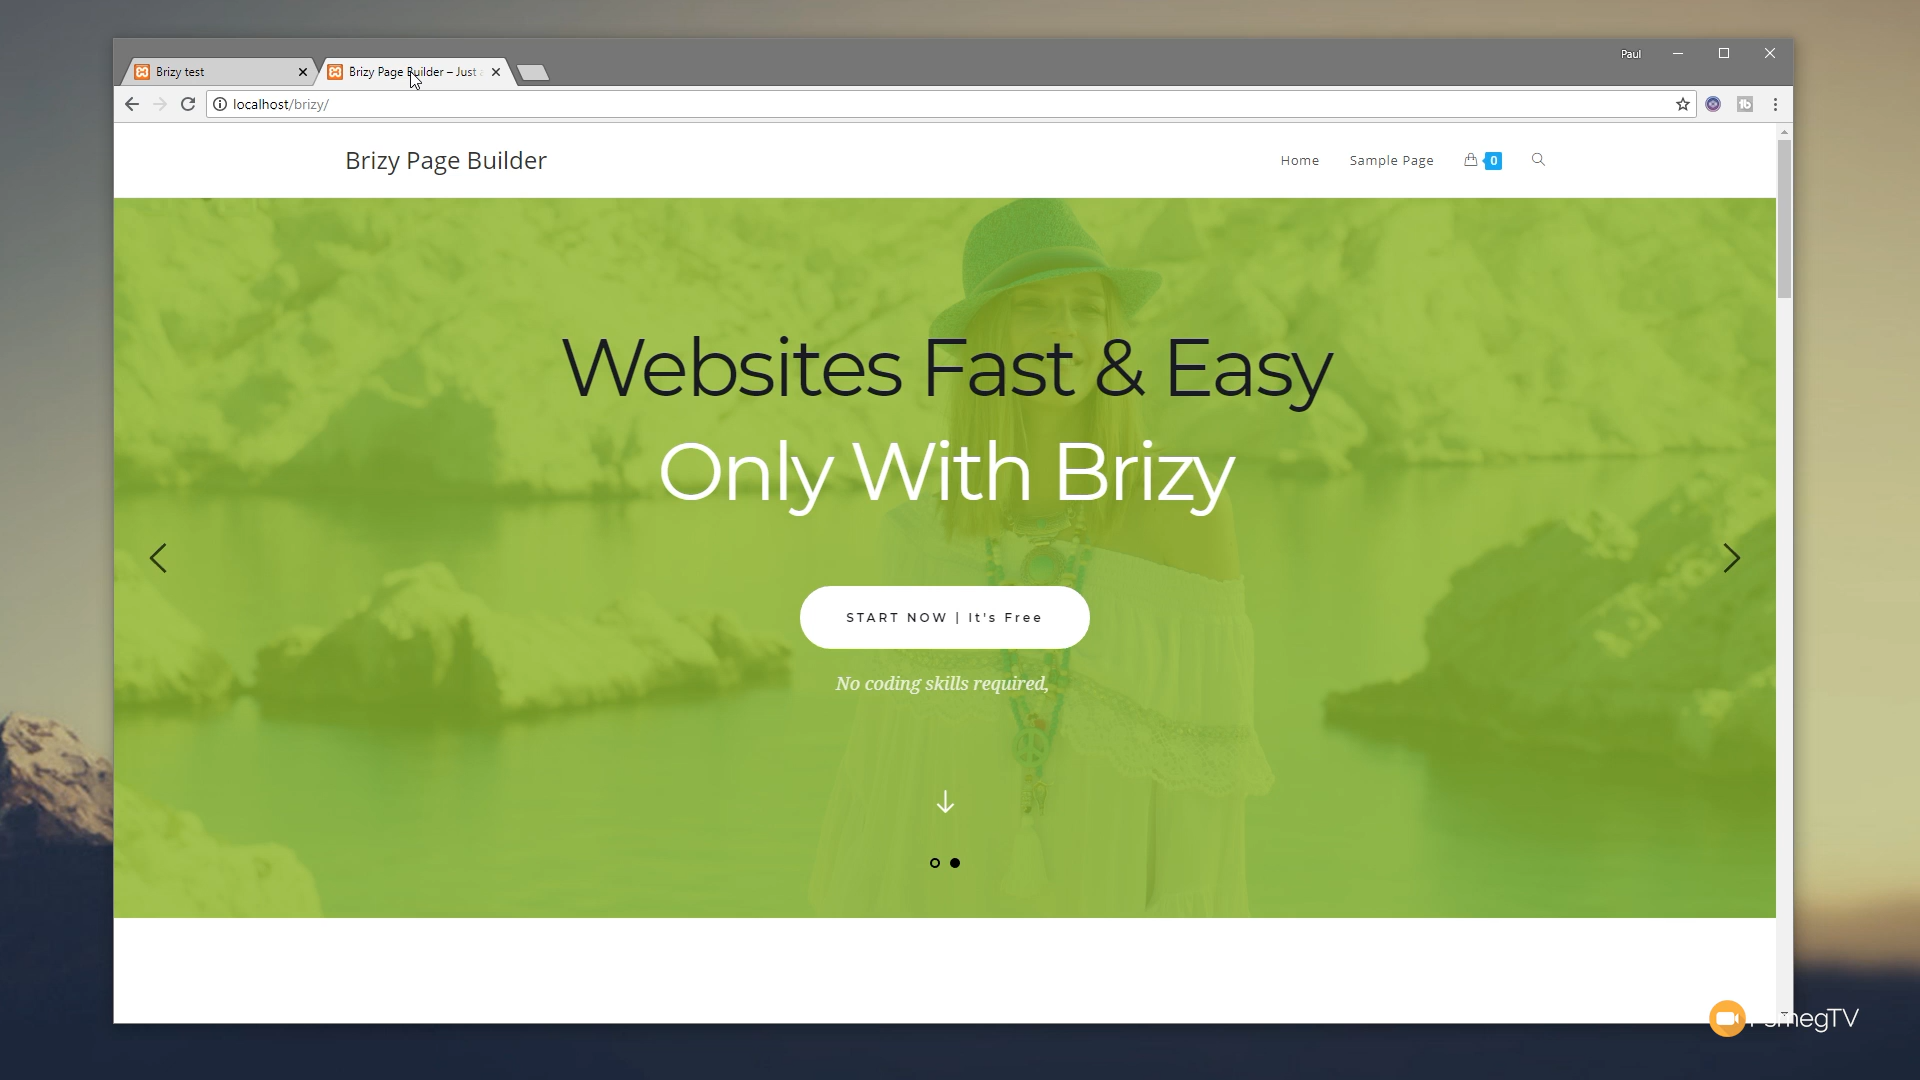 Paul
Brizy test
Brizy Page Builder – Just
localhost/brizy/
Brizy Page Builder
Home
Sample Page
0
Websites Fast & Easy
Only With Brizy
START NOW | It's Free
No coding skills required,